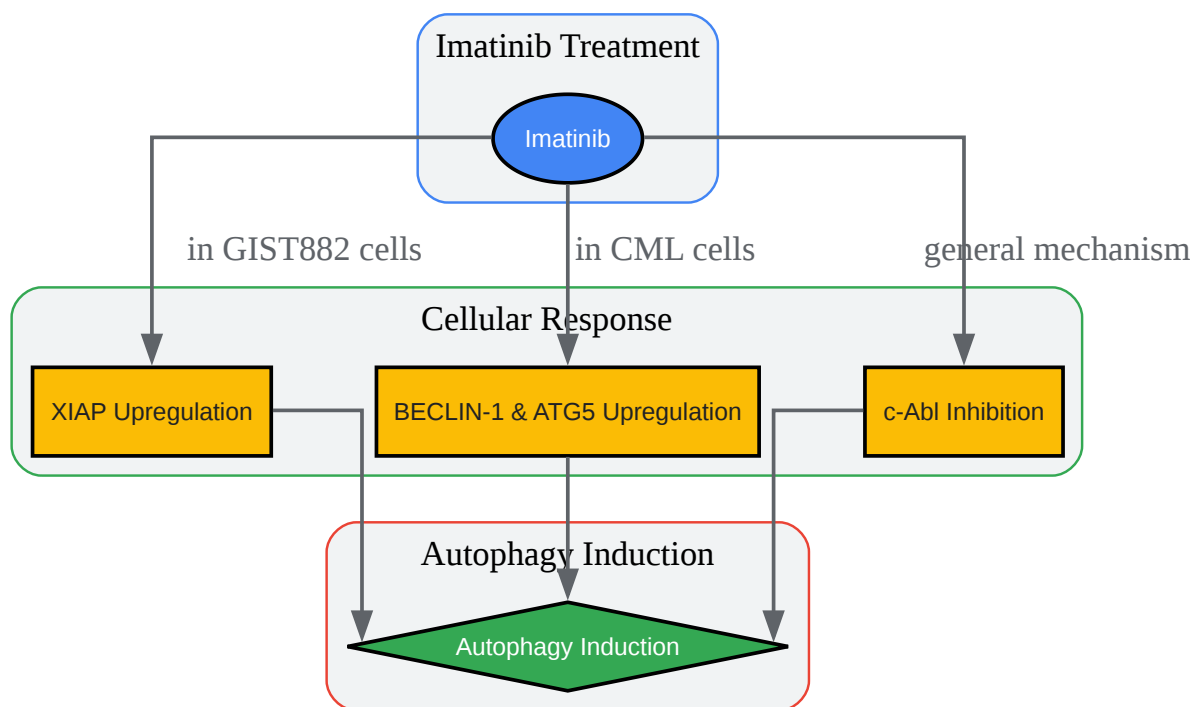 Imatinib Treatment
Imatinib
in GIST882 cells
in CML cells
general mechanism
Cellular Response
XIAP Upregulation
BECLIN-1 & ATG5 Upregulation
c-Abl Inhibition
Autophagy Induction
Autophagy Induction